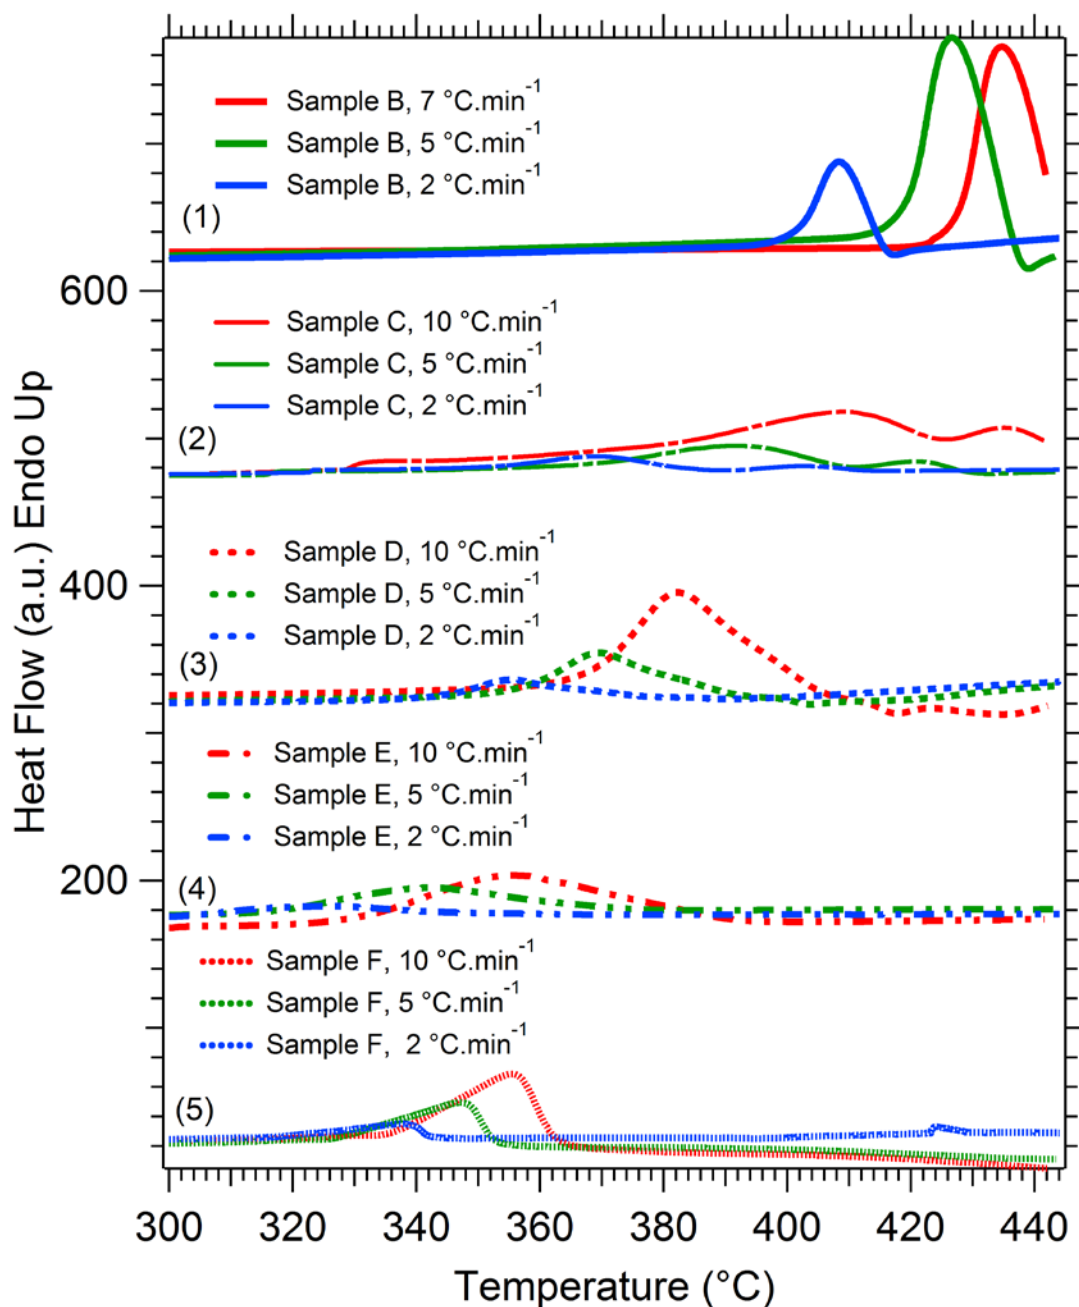 Sample B, 7 °C.min⁻¹
Sample B, 5 °C.min⁻¹
Sample B, 2 °C.min⁻¹
(1)
600
Sample C, 10 °C.min⁻¹
Sample C, 5 °C.min⁻¹
Sample C, 2 °C.min⁻¹
(2)
Sample D, 10 °C.min⁻¹
Sample D, 5 °C.min⁻¹
Sample D, 2 °C.min⁻¹
400
(3)
Sample E, 10 °C.min⁻¹
Sample E, 5 °C.min⁻¹
Sample E, 2 °C.min⁻¹
200
(4)
Sample F, 10 °C.min⁻¹
Sample F, 5 °C.min⁻¹
Sample F, 2 °C.min⁻¹
(5)
Heat Flow (a.u.) Endo Up
300 320 340 360 380 400 420 440
Temperature (°C)